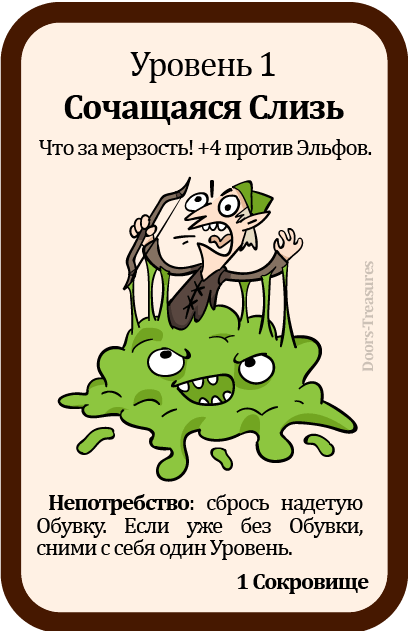 Уровень 1
Сочащаяся Слизь
Что за мерзость! +4 против Эльфов.
Doors-Treasures
Непотребство: сбрось надетую
Обувку. Если уже без Обувки,
сними с себя один Уровень.
1 Сокровище